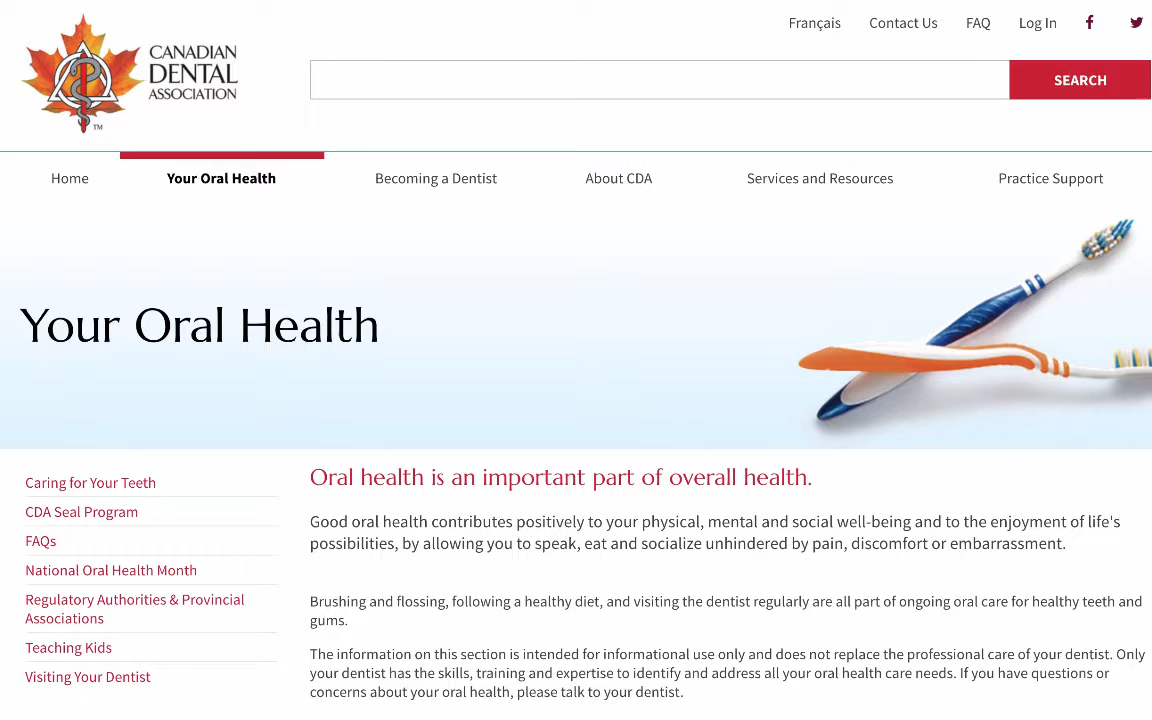 Français Contact Us FAQ Log In
CANADIAN
DENTAL
ASSOCIATION
TM
SEARCH
Home Your Oral Health Becoming a Dentist About CDA Services and Resources Practice Support
Your Oral Health
Caring for Your Teeth
CDA Seal Program
FAQs
National Oral Health Month
Regulatory Authorities & Provincial
Associations
Teaching Kids
Visiting Your Dentist
Oral health is an important part of overall health.
Good oral health contributes positively to your physical, mental and social well-being and to the enjoyment of life's
possibilities, by allowing you to speak, eat and socialize unhindered by pain, discomfort or embarrassment.
Brushing and flossing, following a healthy diet, and visiting the dentist regularly are all part of ongoing oral care for healthy teeth and
gums.
The information on this section is intended for informational use only and does not replace the professional care of your dentist. Only
your dentist has the skills, training and expertise to identify and address all your oral health care needs. If you have questions or
concerns about your oral health, please talk to your dentist.